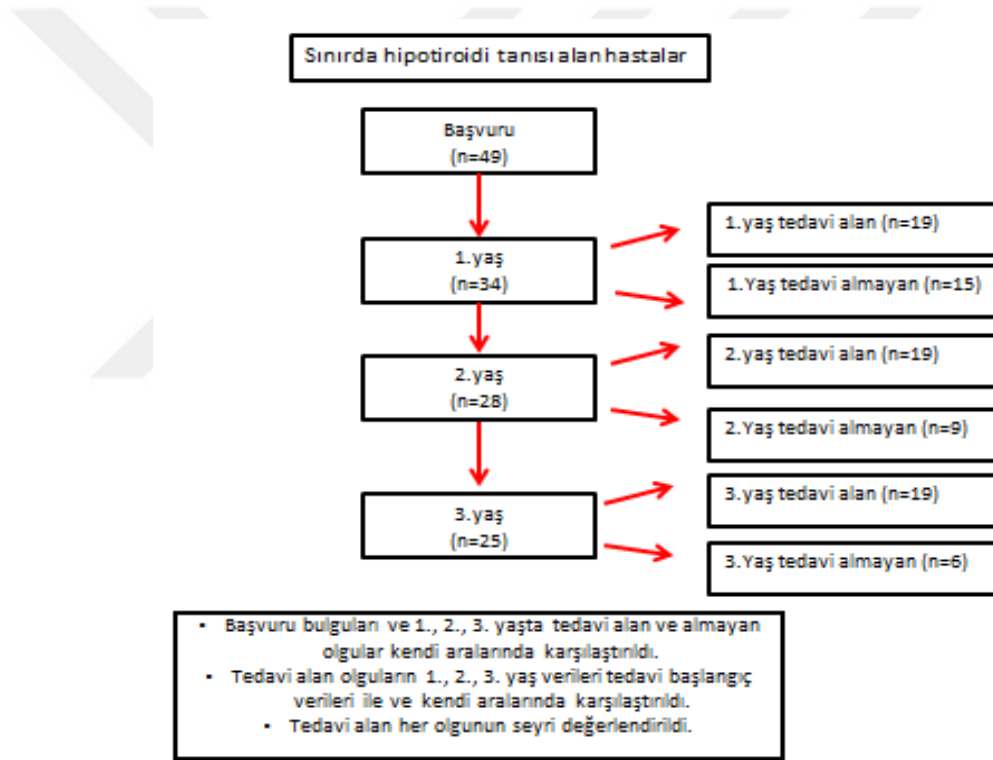 Sınırda hipotiroidi tanısı alan hastalar
Başvuru
(n=49)
1.yaş
(n=34)
1.yaş tedavi alan (n=19)
1.Yaş tedavi almayan (n=15)
2.yaş
(n=28)
2.yaş tedavi alan (n=19)
2.Yaş tedavi almayan (n=9)
3.yaş
(n=25)
3.yaş tedavi alan (n=19)
3.Yaş tedavi almayan (n=6)
• Başvuru bulguları ve 1., 2., 3. yaşta tedavi alan ve almayan
olgular kendi aralarında karşılaştırıldı.
• Tedavi alan olguların 1., 2., 3. yaş verileri tedavi başlangıç
verileri ile ve kendi aralarında karşılaştırıldı.
• Tedavi alan her olgunun seyri değerlendirildi.